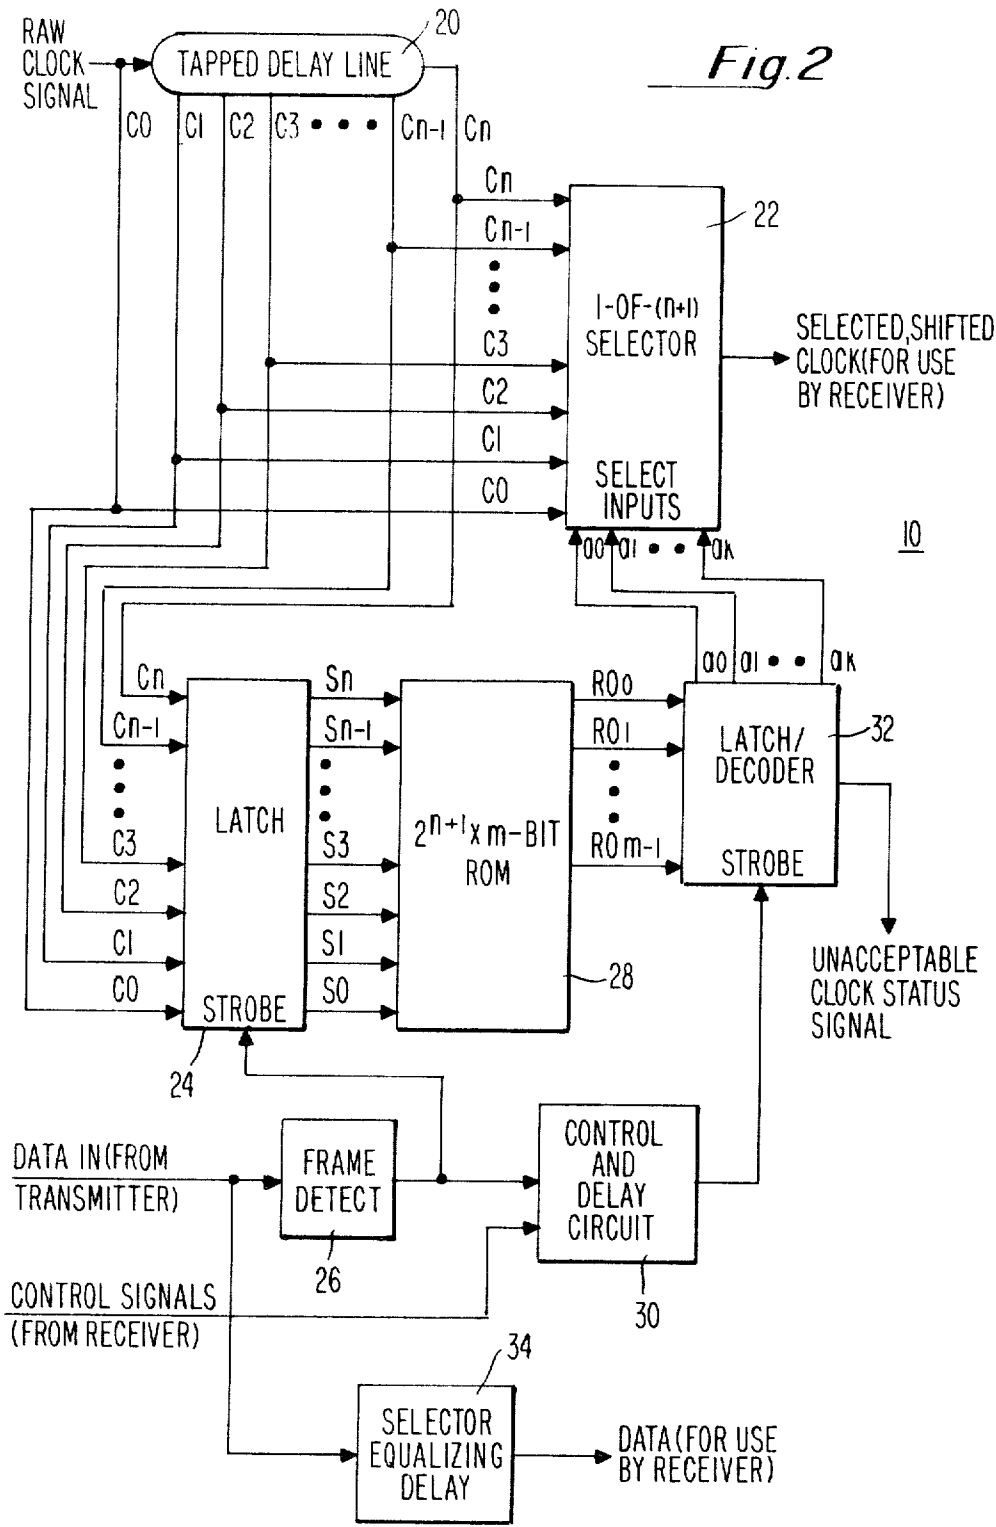 Fig. 2
RAW
CLOCK
SIGNAL
20
TAPPED DELAY LINE
C0
C1
C2
C3 • • •
Cn-1
Cn
Cn
Cn-1
C3
C2
C1
C0
22
1-OF-(n+1)
SELECTOR
SELECT
INPUTS
SELECTED, SHIFTED
CLOCK (FOR USE
BY RECEIVER)
10
a0 a1 • • ak
a0 a1 • • ak
Cn
Cn-1
C3
C2
C1
C0
LATCH
STROBE
24
Sn
Sn-1
S3
S2
S1
S0
2n+1 x m-BIT
ROM
28
RO0
RO1
ROm-1
LATCH/
DECODER
STROBE
32
UNACCEPTABLE
CLOCK STATUS
SIGNAL
DATA IN (FROM
TRANSMITTER)
FRAME
DETECT
26
CONTROL
AND
DELAY
CIRCUIT
30
CONTROL SIGNALS
(FROM RECEIVER)
34
SELECTOR
EQUALIZING
DELAY
DATA (FOR USE
BY RECEIVER)